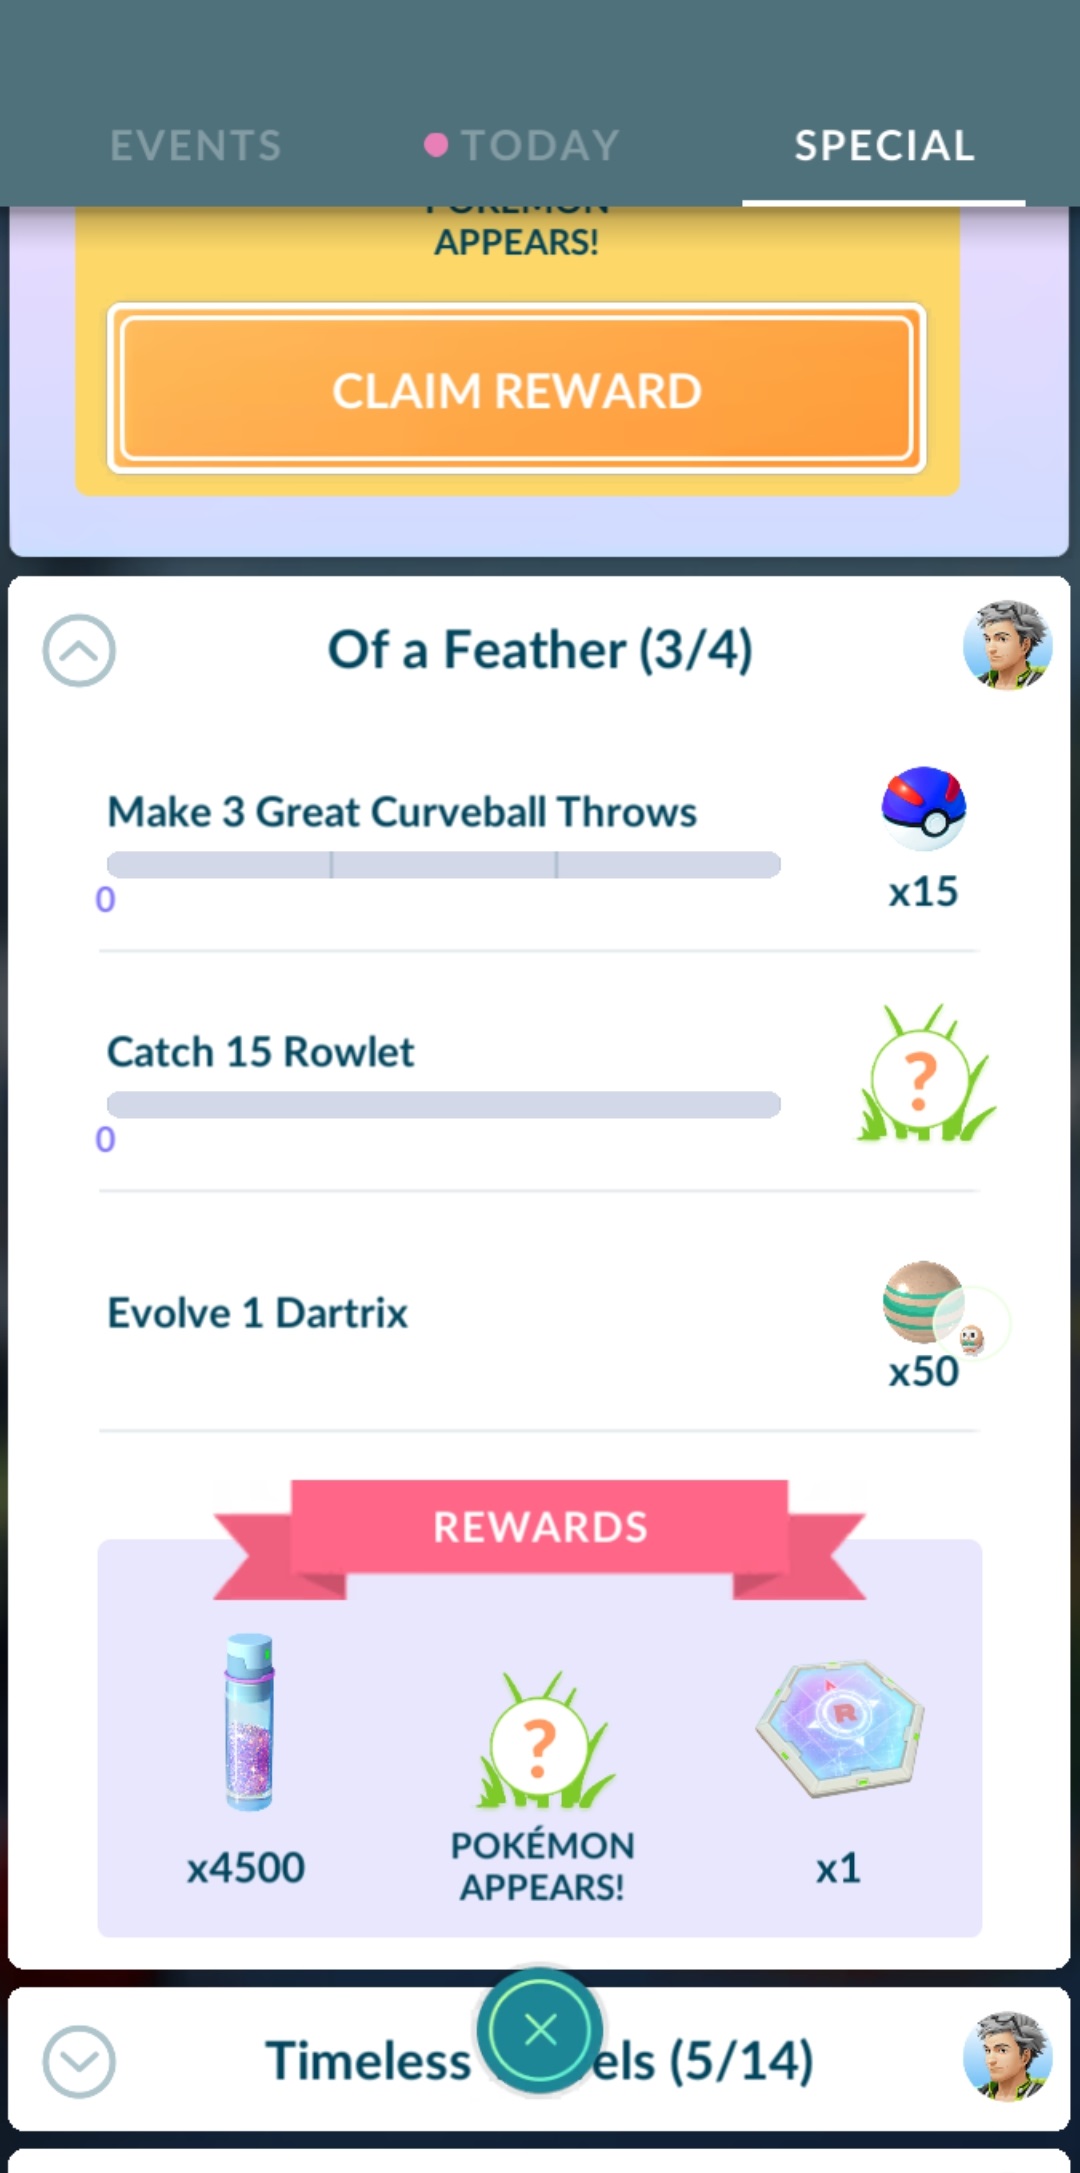 EVENTS
TODAY
SPECIAL
POKÉMON
APPEARS!
CLAIM REWARD
Of a Feather (3/4)
Make 3 Great Curveball Throws
0
x15
Catch 15 Rowlet
0
?
Evolve 1 Dartrix
x50
REWARDS
?
R
x4500
POKÉMON
APPEARS!
x1
Timeless els (5/14)